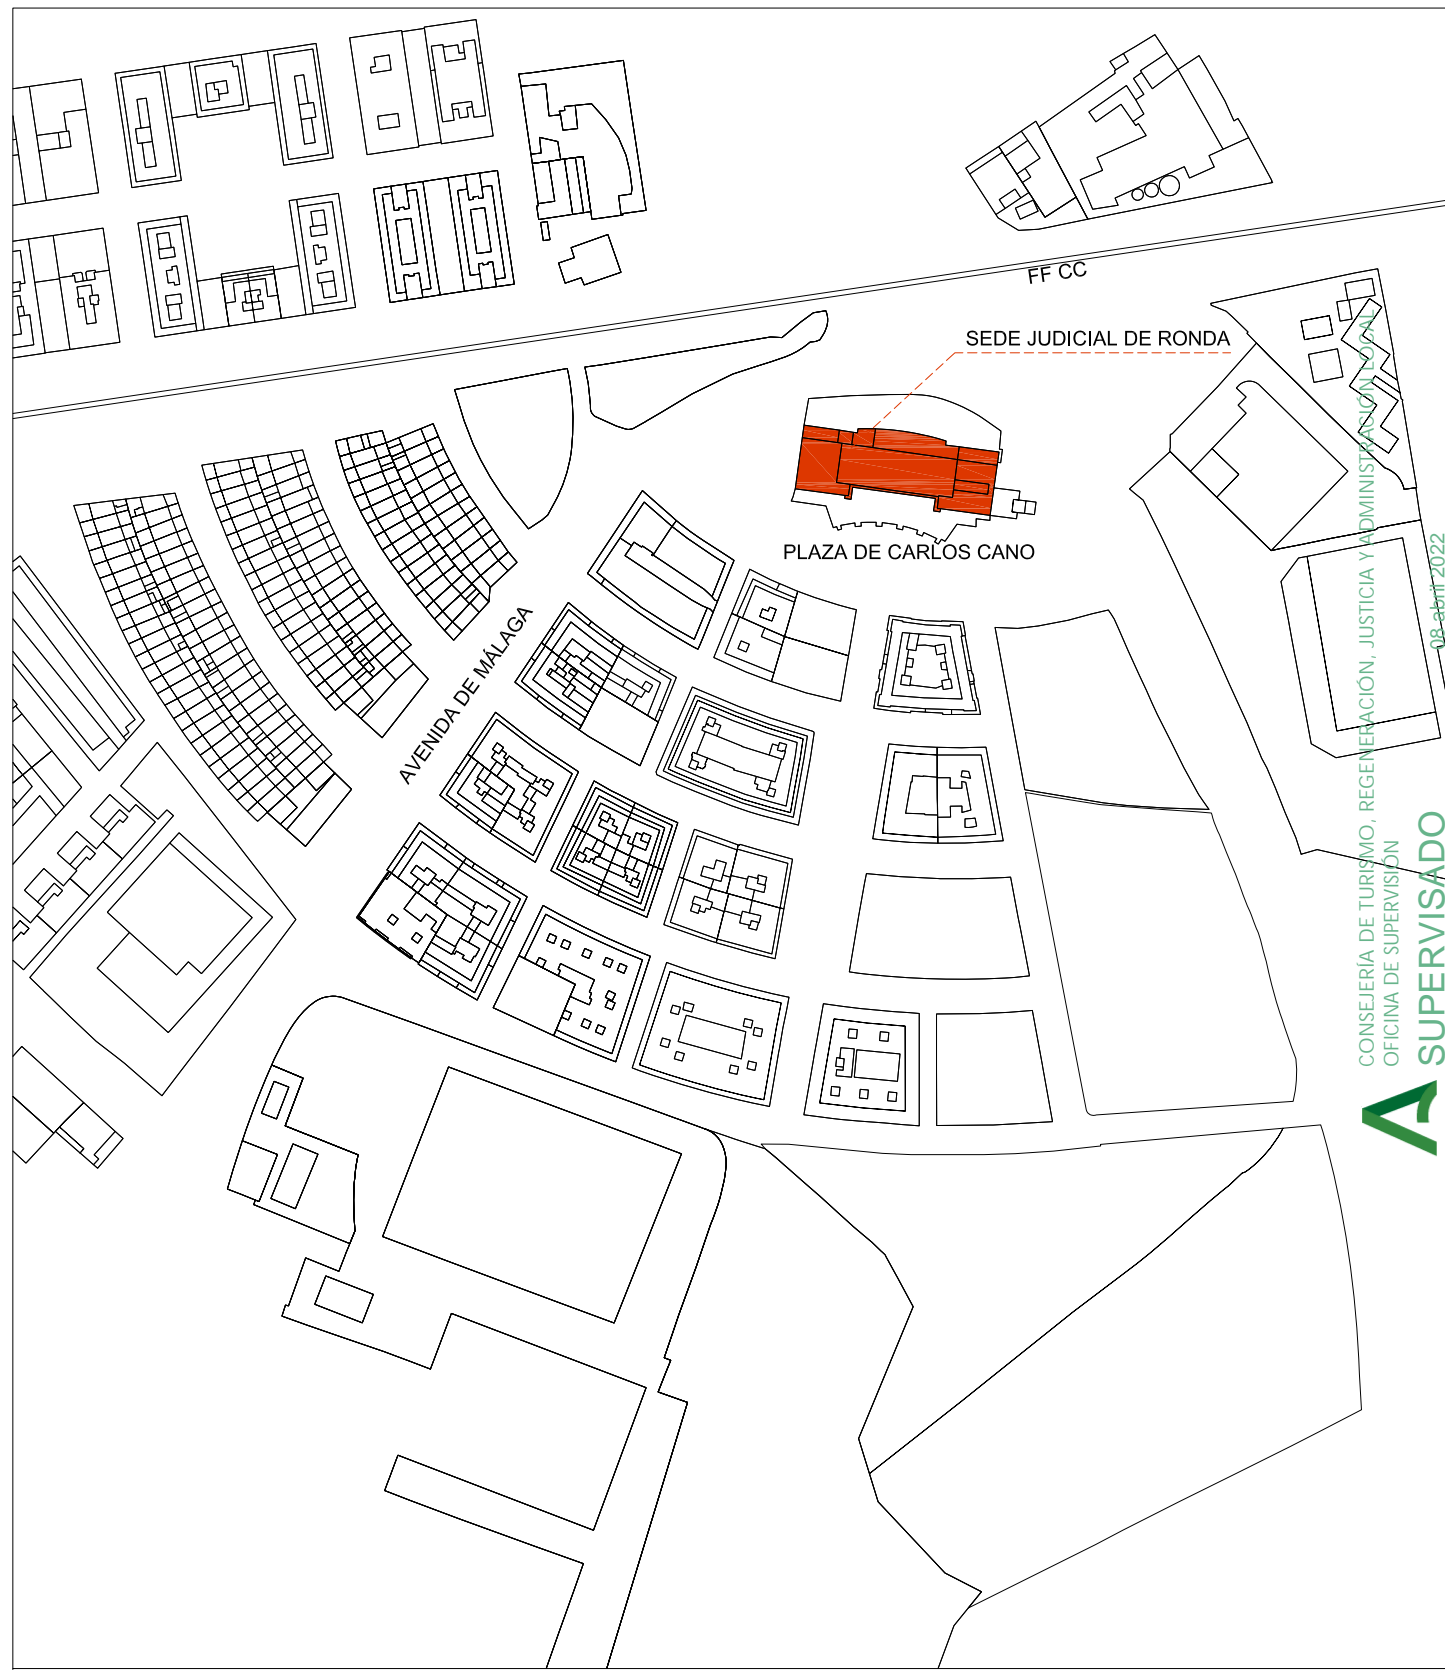 FF CC
SEDE JUDICIAL DE RONDA
PLAZA DE CARLOS CANO
AVENIDA DE MÁLAGA
CONSEJERÍA DE TURISMO, REGENERACIÓN, JUSTICIA Y ADMINISTRACIÓN LOCAL
OFICINA DE SUPERVISIÓN
SUPERVISADO
08 abril 2022